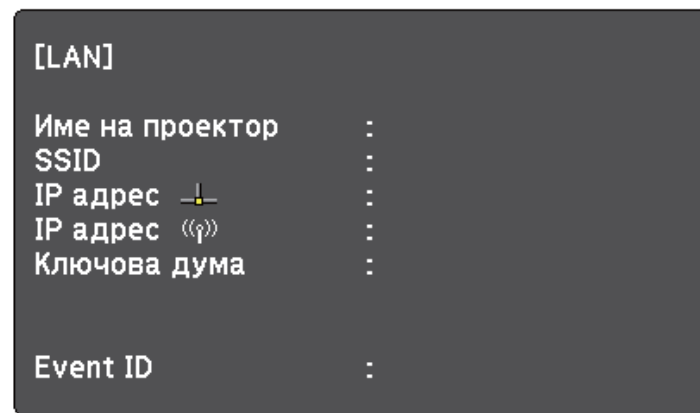 [LAN]
Име на проектор :
SSID :
IP адрес :
IP адрес :
Ключова дума :
Event ID :